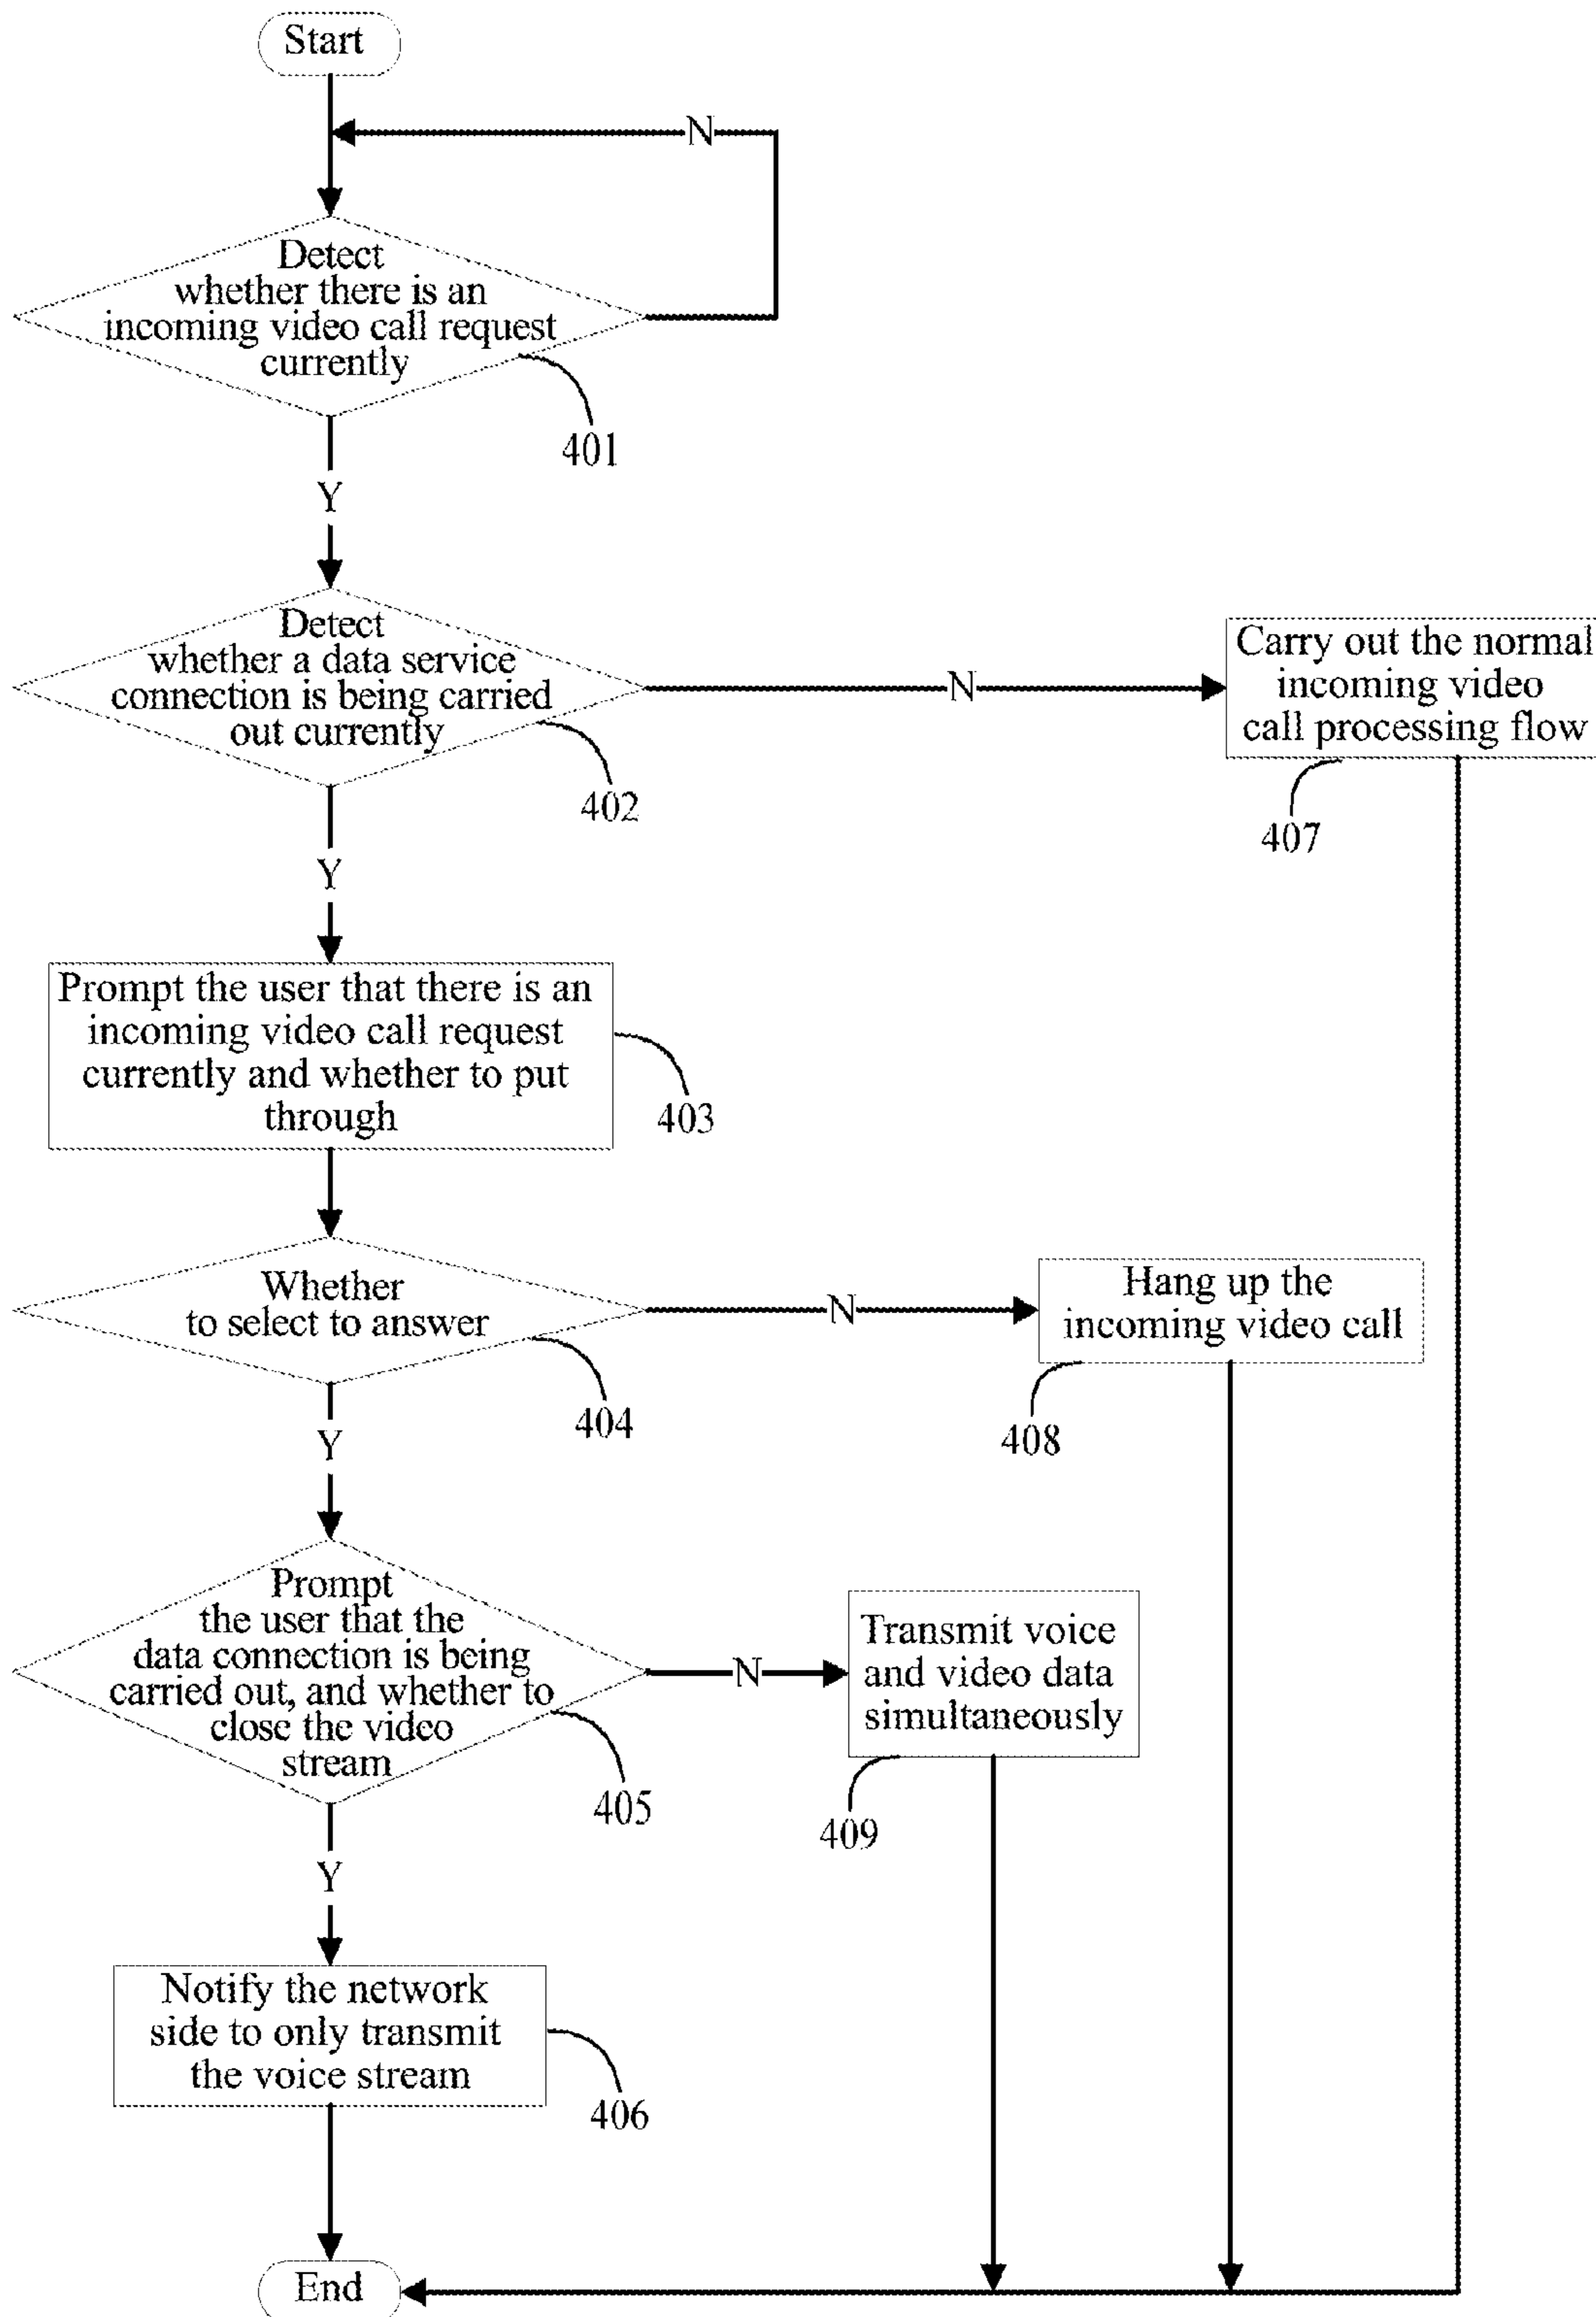 Start
N
Detect
whether there is an
incoming video call request
currently
401
Y
Detect
whether a data service
connection is being carried
out currently
402
N
Carry out the normal
incoming video
call processing flow
407
Y
Prompt the user that there is an
incoming video call request
currently and whether to put
through
403
Whether
to select to answer
404
N
Hang up the
incoming video call
408
Y
Prompt
the user that the
data connection is being
carried out, and whether to
close the video
stream
405
N
Transmit voice
and video data
simultaneously
409
Y
Notify the network
side to only transmit
the voice stream
406
End